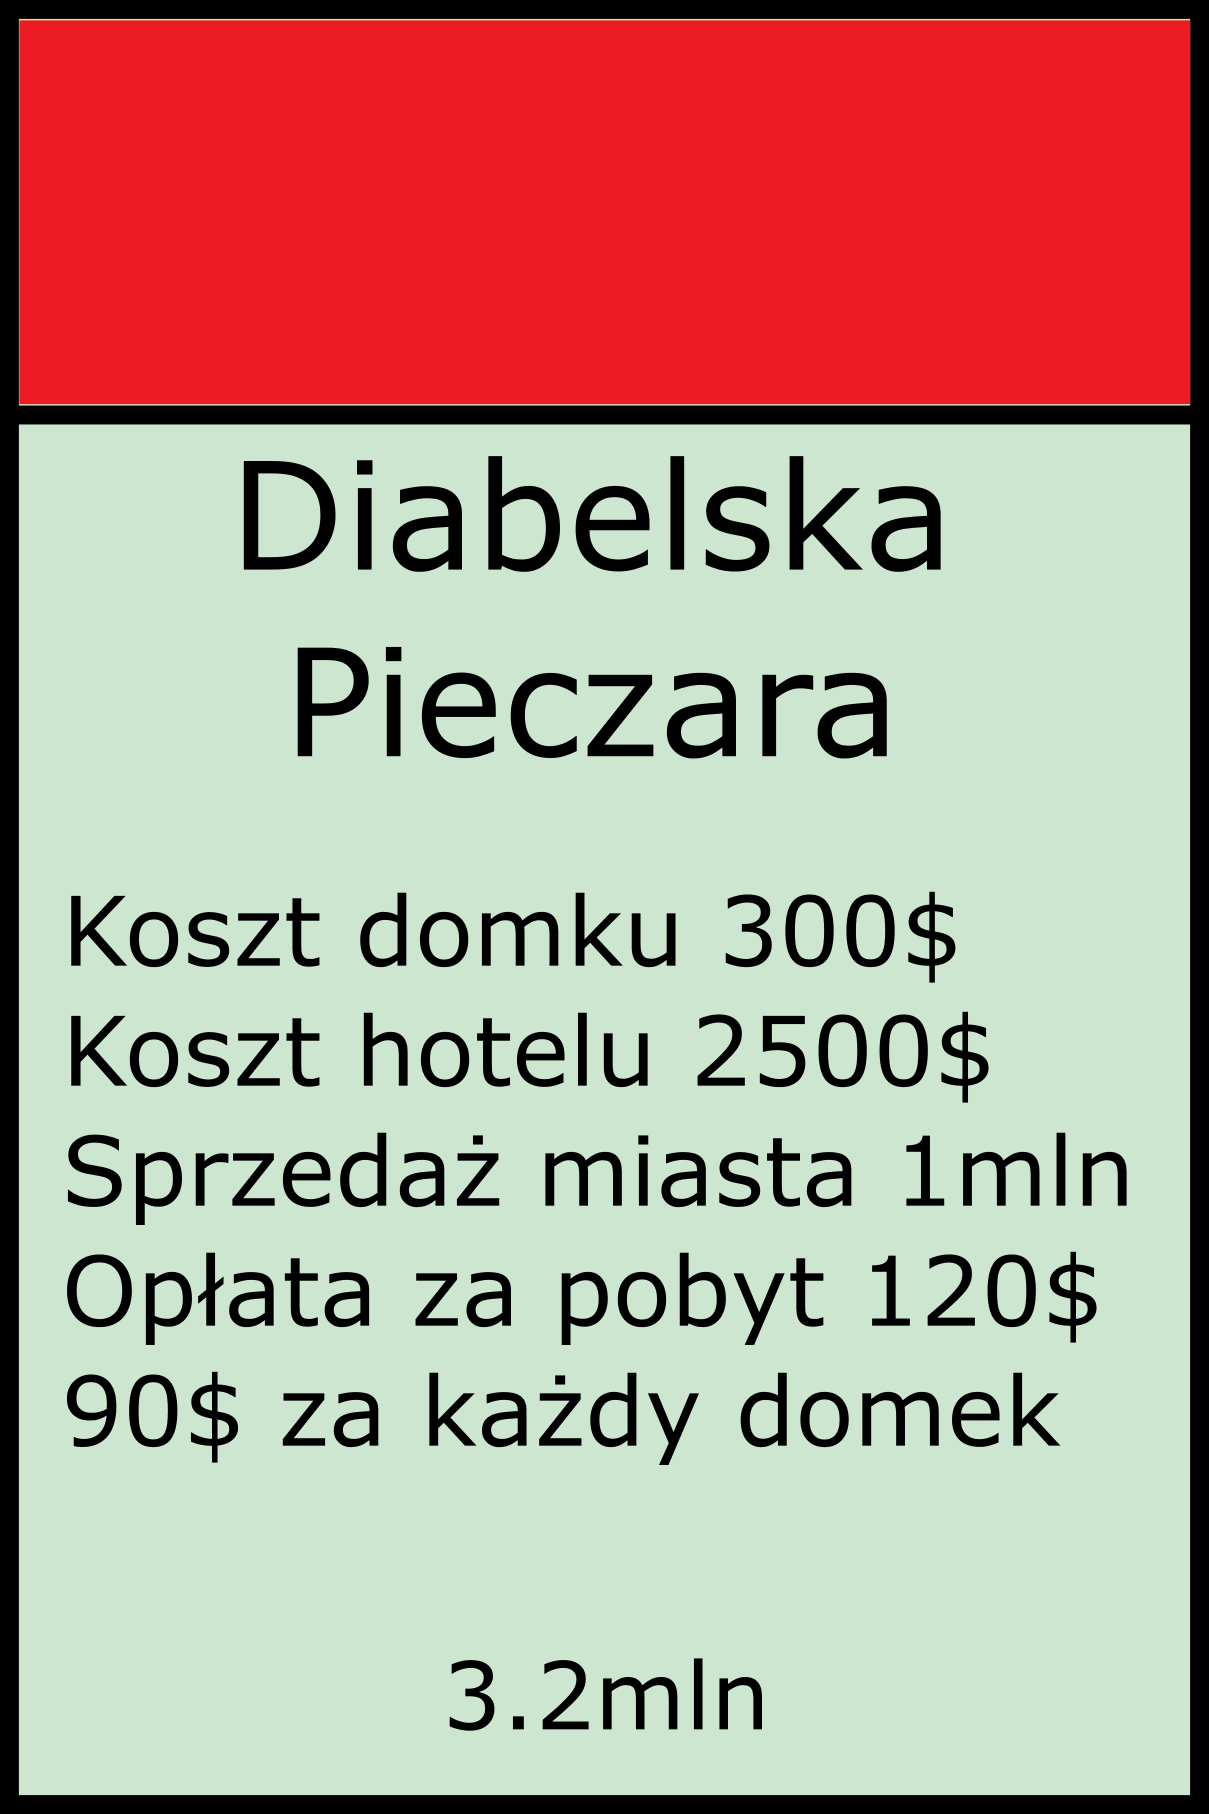 Diabelska
Pieczara
Koszt domku 300$
Koszt hotelu 2500$
Sprzedaż miasta 1mln
Opłata za pobyt 120$
90$ za każdy domek
3.2mln